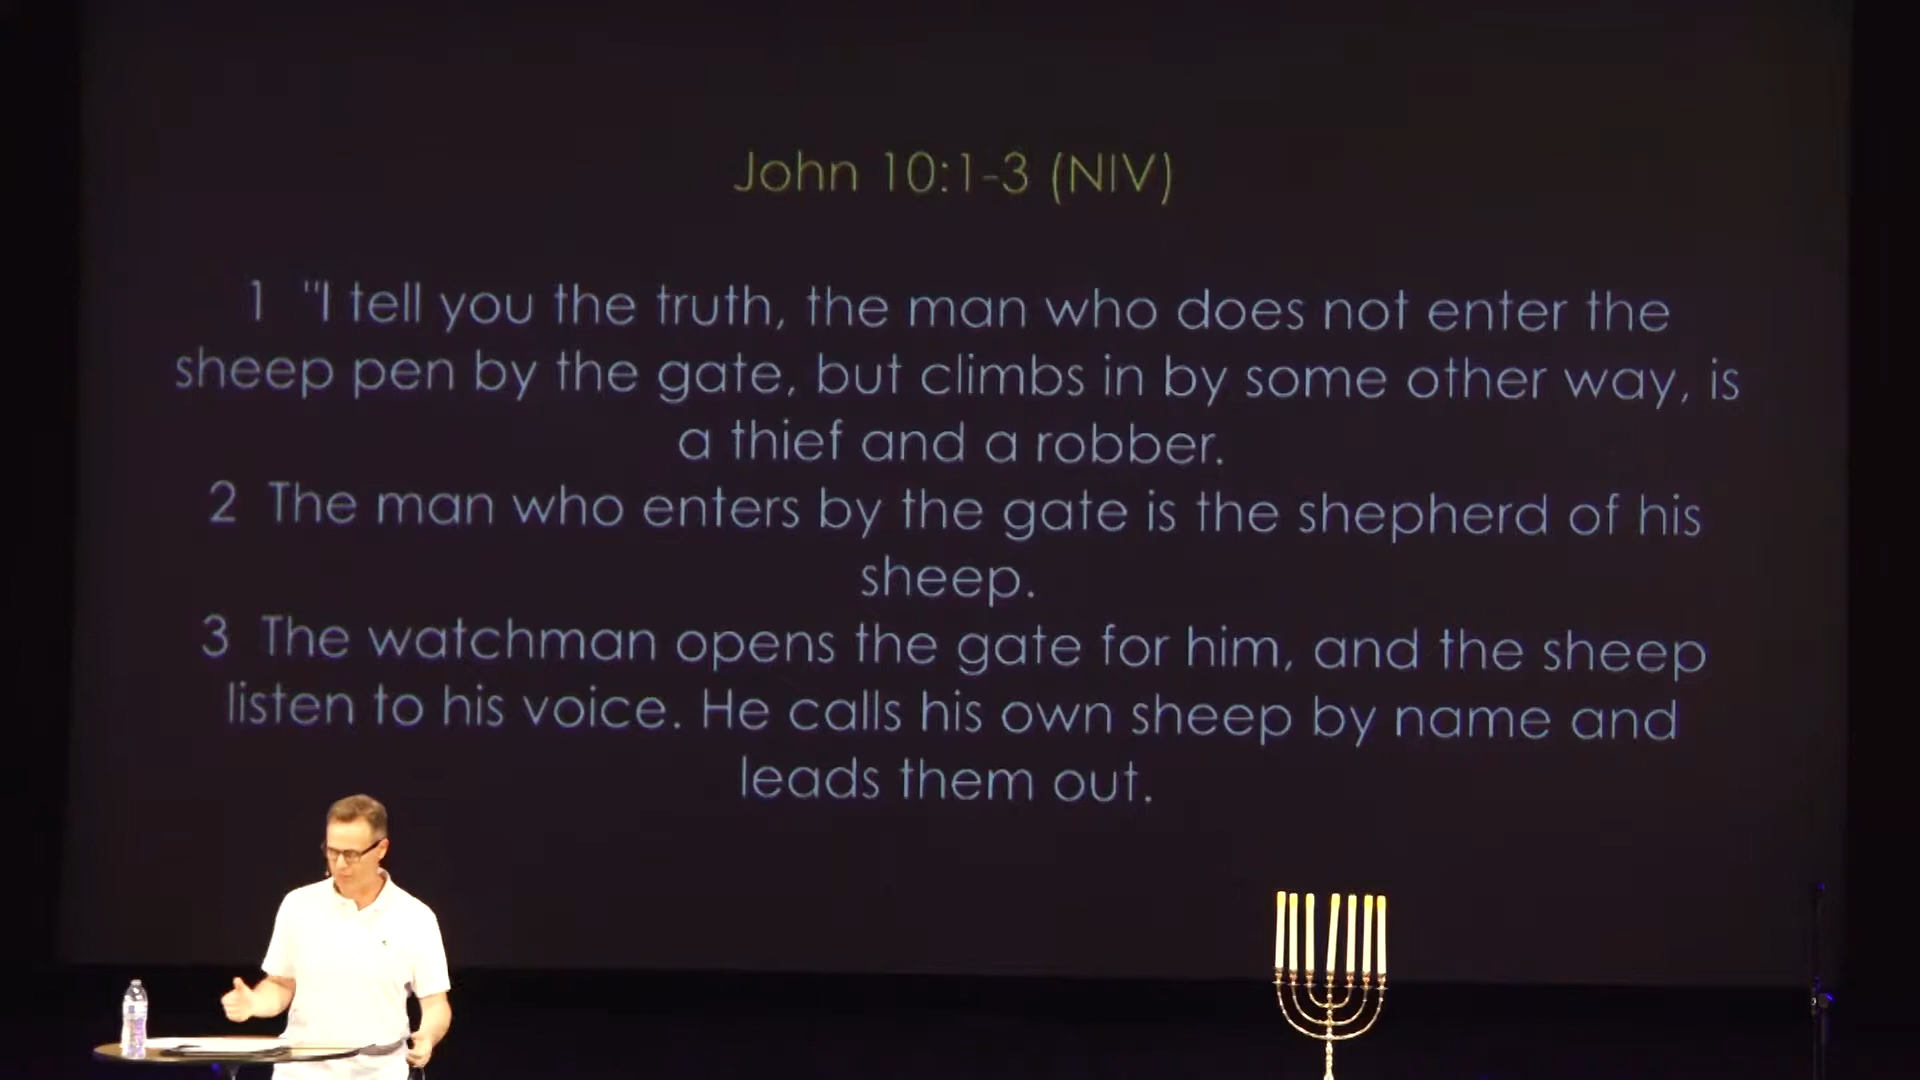 John 10:1-3 (NIV)
1 "I tell you the truth, the man who does not enter the
sheep pen by the gate, but climbs in by some other way, is
a thief and a robber.
2 The man who enters by the gate is the shepherd of his
sheep.
3 The watchman opens the gate for him, and the sheep
listen to his voice. He calls his own sheep by name and
leads them out.